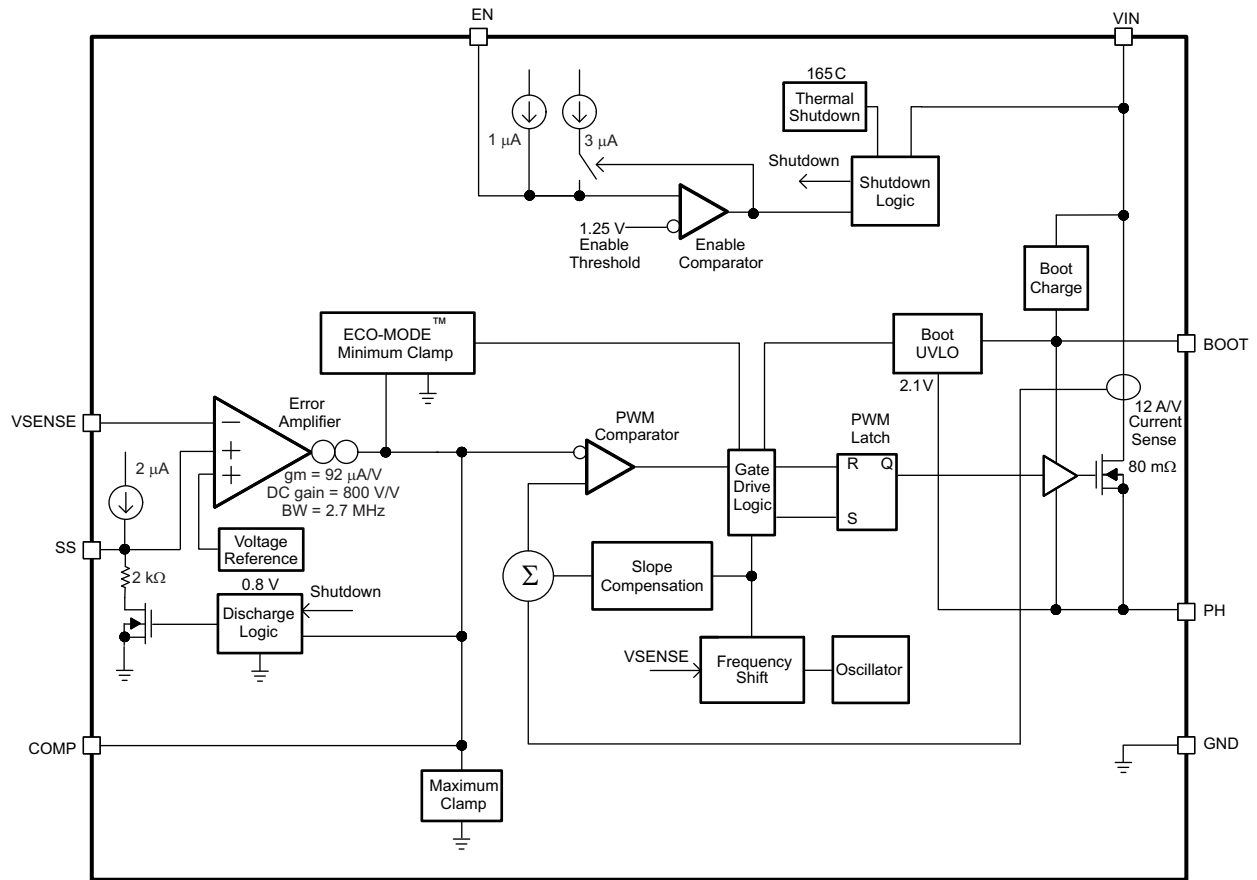 EN
VIN
165C
Thermal
Shutdown
1 μA
3 μA
Shutdown
Shutdown
Logic
1.25 V
Enable
Threshold
Enable
Comparator
Boot
Charge
ECO-MODE™
Minimum Clamp
Boot
UVLO
BOOT
2.1V
VSENSE
Error
Amplifier
PWM
Comparator
PWM
Latch
12 A/V
Current
Sense
−
+
+
gm = 92 μA/V
DC gain = 800 V/V
BW = 2.7 MHz
2 μA
Gate
Drive
Logic
R
Q
S
80 mΩ
SS
Voltage
Reference
2 kΩ
0.8 V
Shutdown
Discharge
Logic
Σ
Slope
Compensation
PH
VSENSE
Frequency
Shift
Oscillator
COMP
GND
Maximum
Clamp